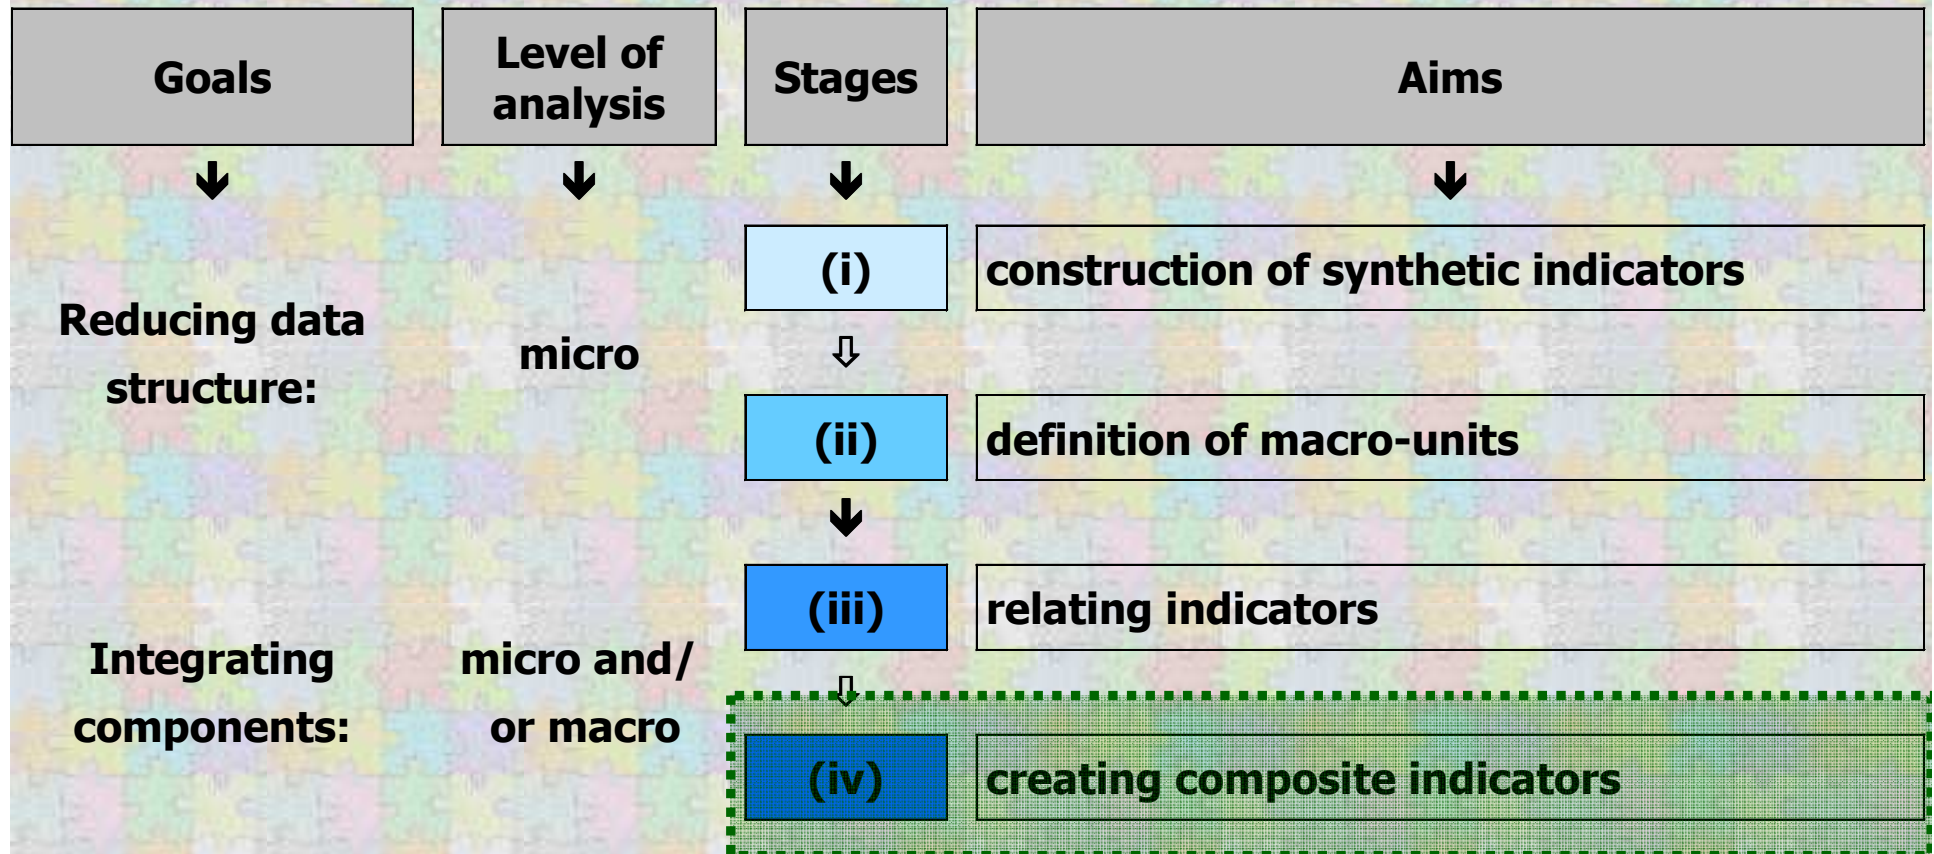 Goals
Level of
analysis
Stages
Aims
Reducing data
structure:
micro
(i)
construction of synthetic indicators
(ii)
definition of macro-units
Integrating
components:
micro and/
or macro
(iii)
relating indicators
(iv)
creating composite indicators